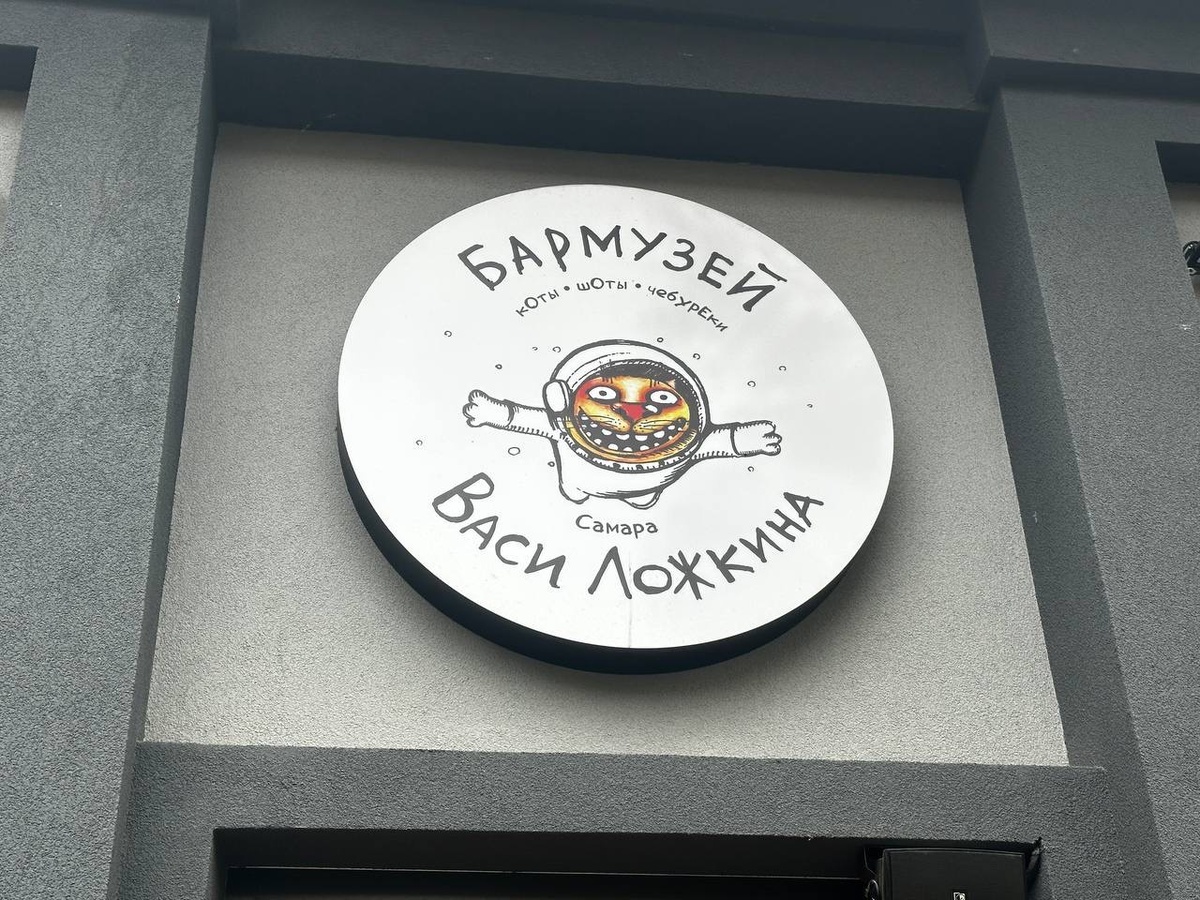 БАРМУЗЕЙ
кОты • шОты • чебурЕки
Самара
Васи Ложкина